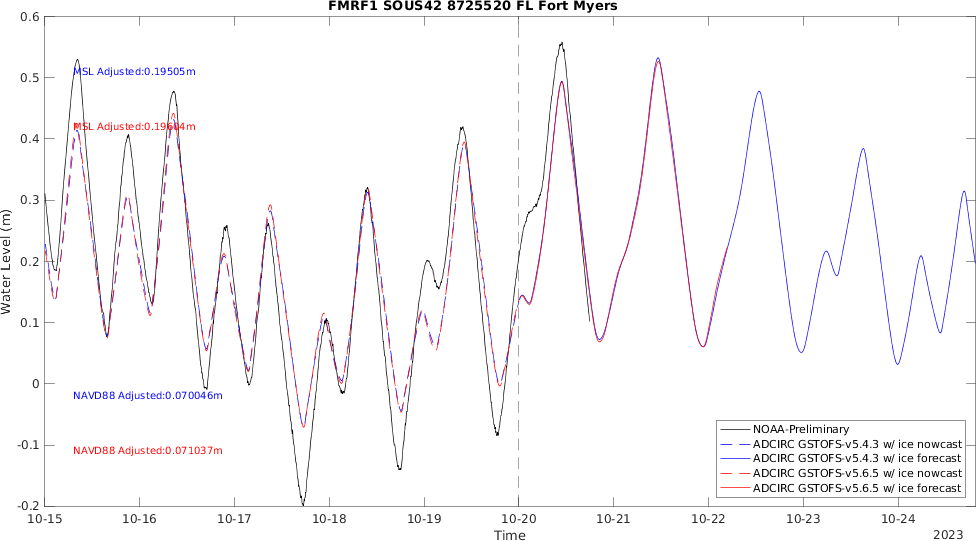 FMRF1 SOUS42 8725520 FL Fort Myers
Water Level (m)
0.6
0.5
0.4
0.3
0.2
0.1
0
-0.1
-0.2
MSL Adjusted:0.19505m
MSL Adjusted:0.19604m
NAVD88 Adjusted:0.070046m
NAVD88 Adjusted:0.071037m
NOAA-Preliminary
ADCIRC GSTOFS-v5.4.3 w/ ice nowcast
ADCIRC GSTOFS-v5.4.3 w/ ice forecast
ADCIRC GSTOFS-v5.6.5 w/ ice nowcast
ADCIRC GSTOFS-v5.6.5 w/ ice forecast
10-15 10-16 10-17 10-18 10-19 10-20 10-21 10-22 10-23 10-24
Time
2023